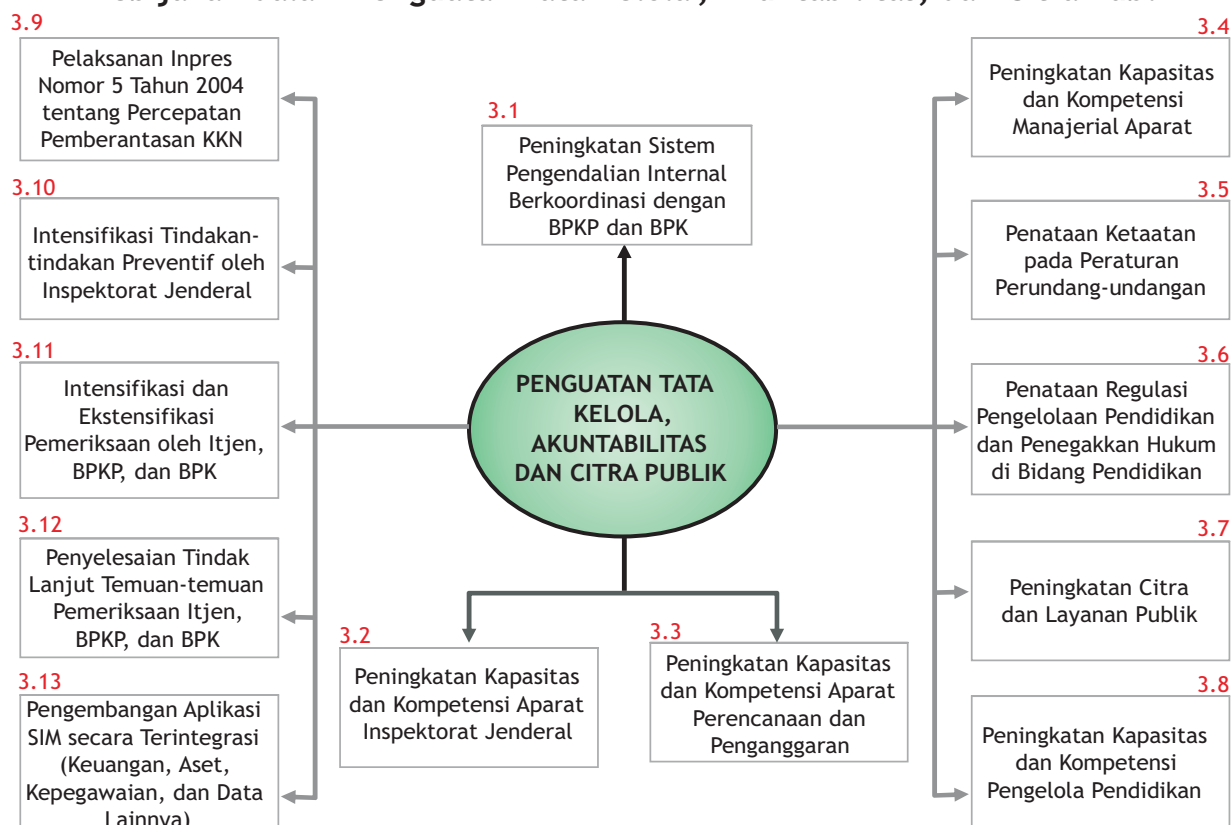 3.9
Pelaksanan Inpres
Nomor 5 Tahun 2004
tentang Percepatan
Pemberantasan KKN
3.10
Intensifikasi Tindakan-
tindakan Preventif oleh
Inspektorat Jenderal
3.11
Intensifikasi dan
Ekstensifikasi
Pemeriksaan oleh Itjen,
BPKP, dan BPK
3.12
Penyelesaian Tindak
Lanjut Temuan-temuan
Pemeriksaan Itjen,
BPKP, dan BPK
3.13
Pengembangan Aplikasi
SIM secara Terintegrasi
(Keuangan, Aset,
Kepegawaian, dan Data
Lainnya)
3.1
Peningkatan Sistem
Pengendalian Internal
Berkoordinasi dengan
BPKP dan BPK
PENGUATAN TATA
KELOLA,
AKUNTABILITAS
DAN CITRA PUBLIK
3.2
Peningkatan Kapasitas
dan Kompetensi Aparat
Inspektorat Jenderal
3.3
Peningkatan Kapasitas
dan Kompetensi Aparat
Perencanaan dan
Penganggaran
3.4
Peningkatan Kapasitas
dan Kompetensi
Manajerial Aparat
3.5
Penataan Ketaatan
pada Peraturan
Perundang-undangan
3.6
Penataan Regulasi
Pengelolaan Pendidikan
dan Penegakkan Hukum
di Bidang Pendidikan
3.7
Peningkatan Citra
dan Layanan Publik
3.8
Peningkatan Kapasitas
dan Kompetensi
Pengelola Pendidikan